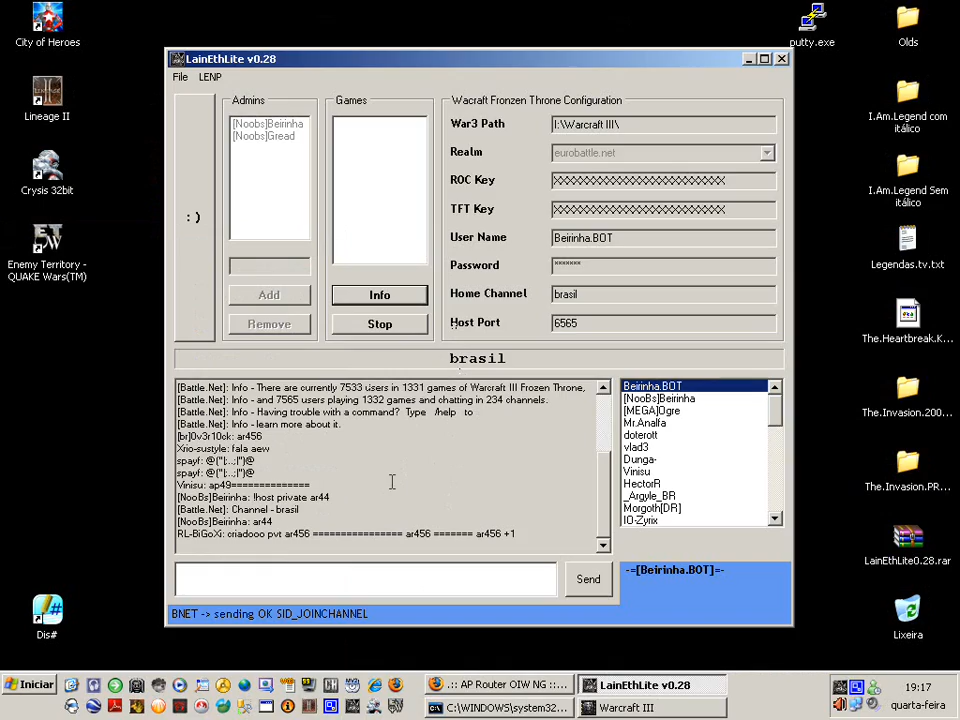 City of Heroes
Lineage II
Crysis 32bit
Enemy Territory -
QUAKE Wars(TM)
Dis#
putty.exe
Olds
I.Am.Legend com
itálico
I.Am.Legend Sem
itálico
Legendas.tv.txt
The.Heartbreak.K...
The.Invasion.200...
The.Invasion.PR...
LainEthLite0.28.rar
Lixeira
LainEthLite v0.28
File LENP
:)
Admins
[Noobs]Beirinha
[Noobs]Gread
Add
Remove
Games
Info
Stop
Wacraft Fronzen Throne Configuration
War3 Path I:\Warcraft III\
Realm eurobattle.net
ROC Key XXXXXXXXXXXXXXXXXXXXXXXXXX
TFT Key XXXXXXXXXXXXXXXXXXXXXXXXXX
User Name Beirinha.BOT
Password *******
Home Channel brasil
Host Port 6565
brasil
[Battle.Net]: Info - There are currently 7533 users in 1331 games of Warcraft III Frozen Throne,
[Battle.Net]: Info - and 7565 users playing 1332 games and chatting in 234 channels.
[Battle.Net]: Info - Having trouble with a command? Type /help to
[Battle.Net]: Info - learn more about it.
[br]0v3r10ck: ar456
Xrio-sustyle: fala aew
spayf: @("|;..;|")@
spayf: @("|;..;|")@
Vinisu: ap49==============
[NooBs]Beirinha: !host private ar44
[Battle.Net]: Channel - brasil
[NooBs]Beirinha: ar44
RL-BiGoXi: criadooo pvt ar456 ================ ar456 ======= ar456 +1
Beirinha.BOT
[NooBs]Beirinha
[MEGA]Ogre
Mr.Analfa
doterott
vlad3
Dunga-
Vinisu
HectorR
_Argyle_BR
Morgoth[DR]
IO-Zyrix
Send
-=[Beirinha.BOT]=-
BNET -> sending OK SID_JOINCHANNEL
Iniciar
.:: AP Router OIW NG ::...
LainEthLite v0.28
C:\WINDOWS\system32...
Warcraft III
19:17
quarta-feira